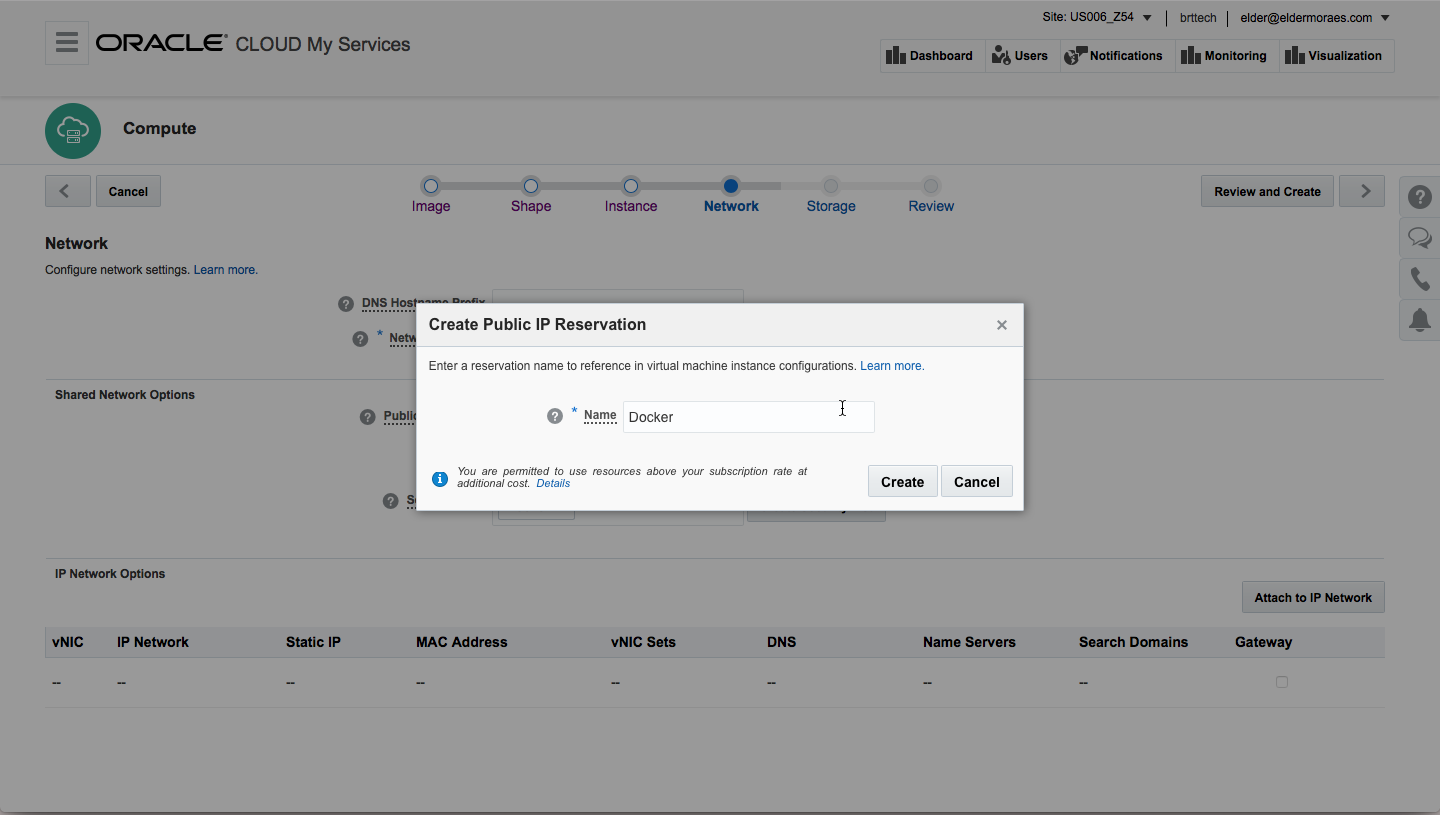 Site: US006_Z54 brttech elder@eldermoraes.com
ORACLE® CLOUD My Services
Dashboard Users Notifications Monitoring Visualization
Compute
Cancel
Image Shape Instance Network Storage Review
Review and Create
Network
Configure network settings. Learn more.
DNS Hostname Prefix
* Netw
Shared Network Options
Public
Create Public IP Reservation
Enter a reservation name to reference in virtual machine instance configurations. Learn more.
* Name Docker
You are permitted to use resources above your subscription rate at
additional cost. Details
Create Cancel
IP Network Options
Attach to IP Network
vNIC IP Network Static IP MAC Address vNIC Sets DNS Name Servers Search Domains Gateway
-- -- -- -- -- -- -- --